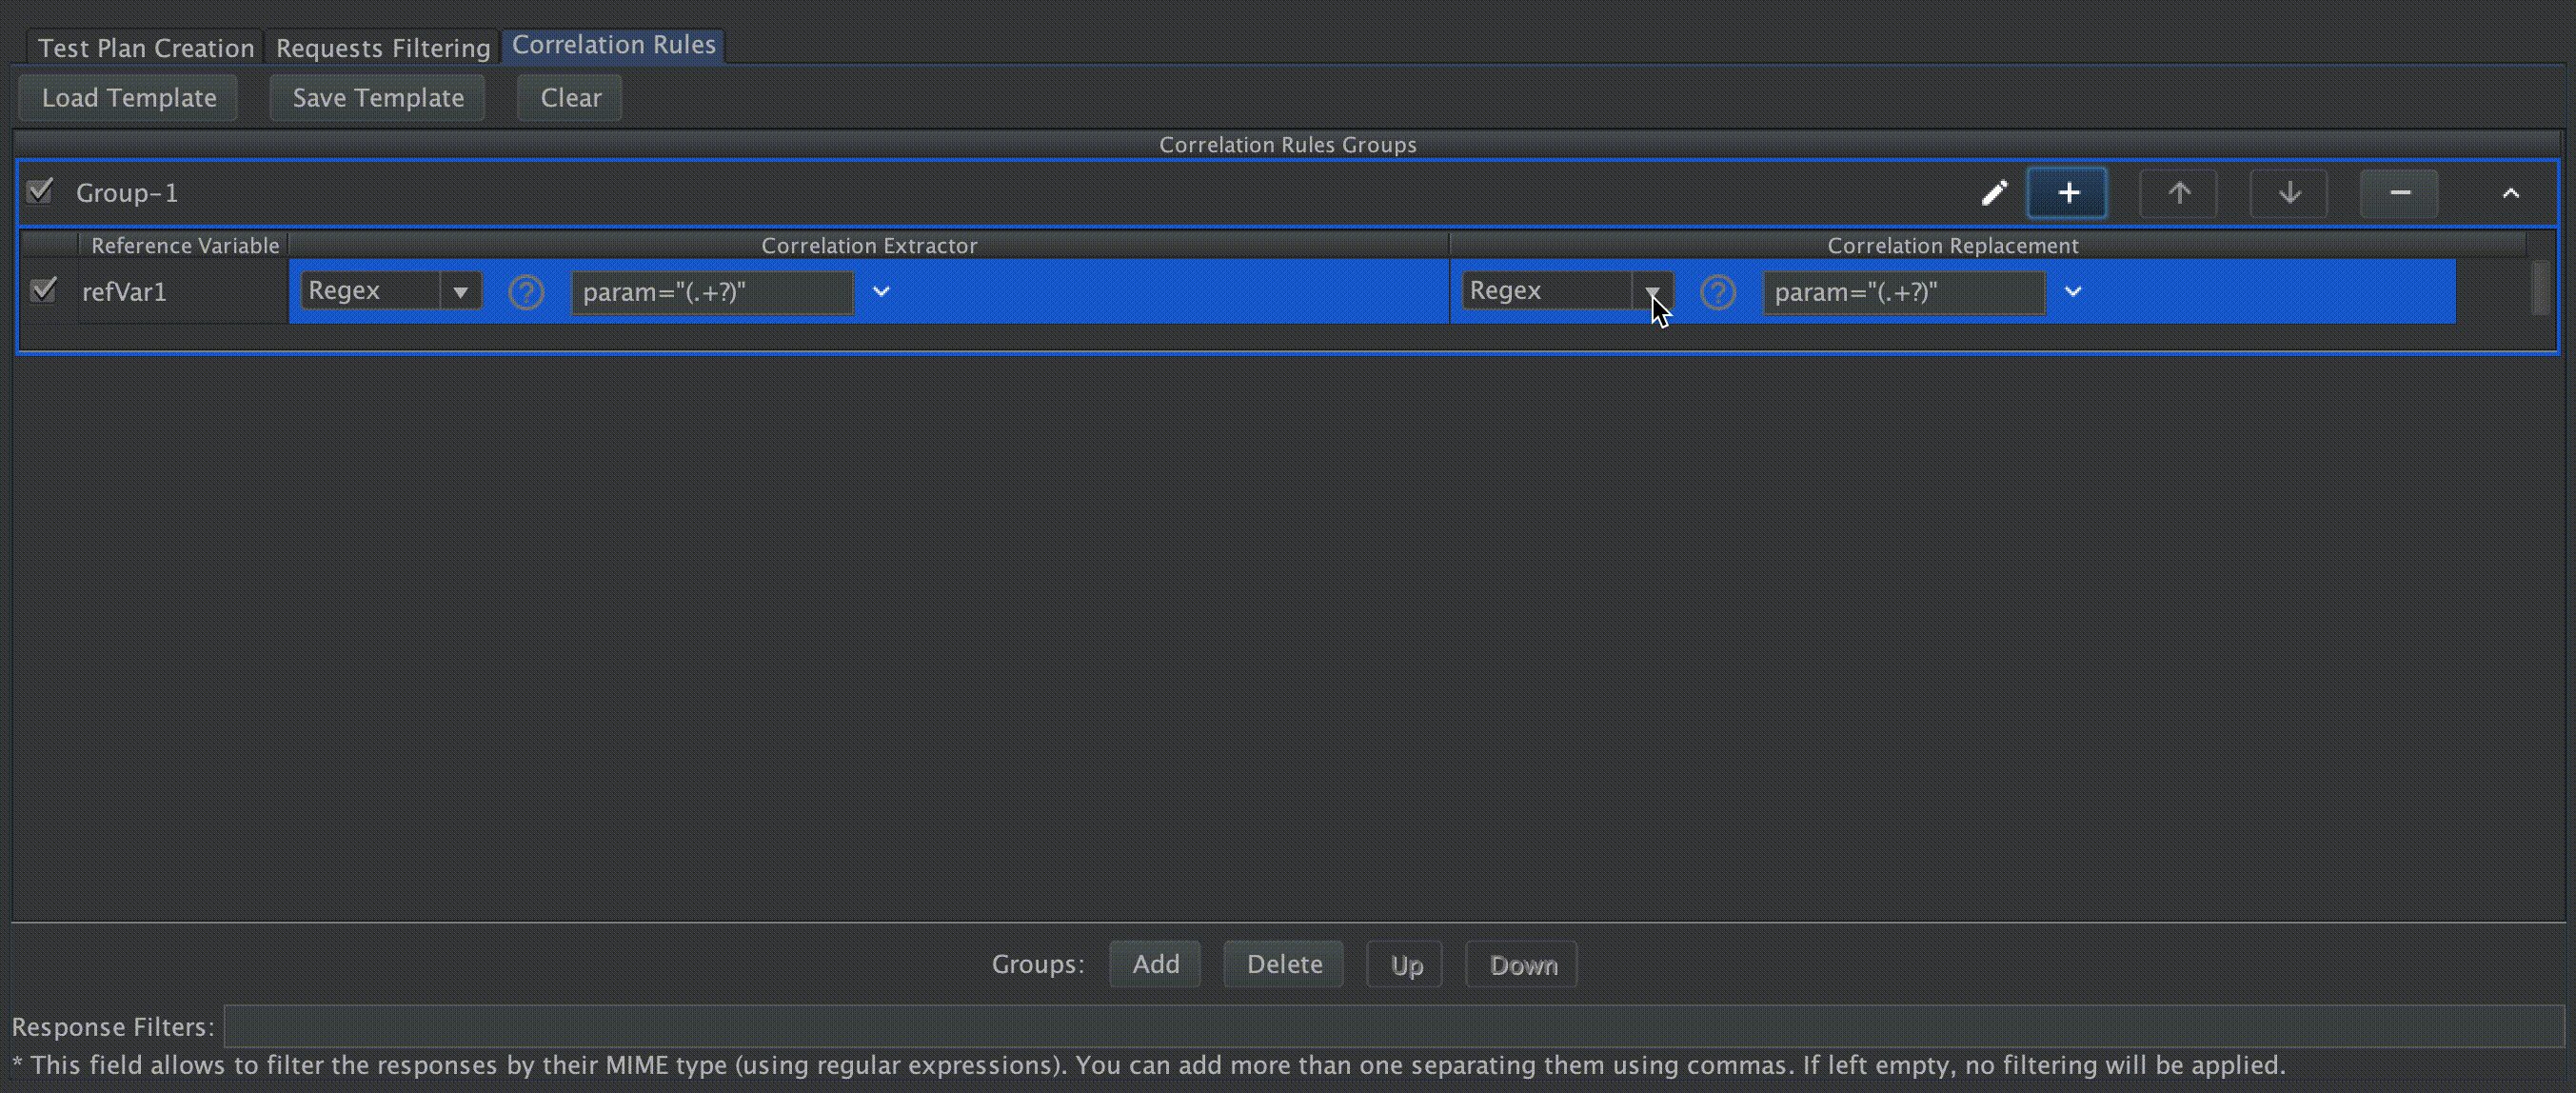 Test Plan Creation Requests Filtering Correlation Rules
Load Template Save Template Clear
Correlation Rules Groups
Group-1
Reference Variable Correlation Extractor Correlation Replacement
refVar1 Regex ? param="(.+?)" Regex ? param="(.+?)"
Groups: Add Delete Up Down
Response Filters:
* This field allows to filter the responses by their MIME type (using regular expressions). You can add more than one separating them using commas. If left empty, no filtering will be applied.